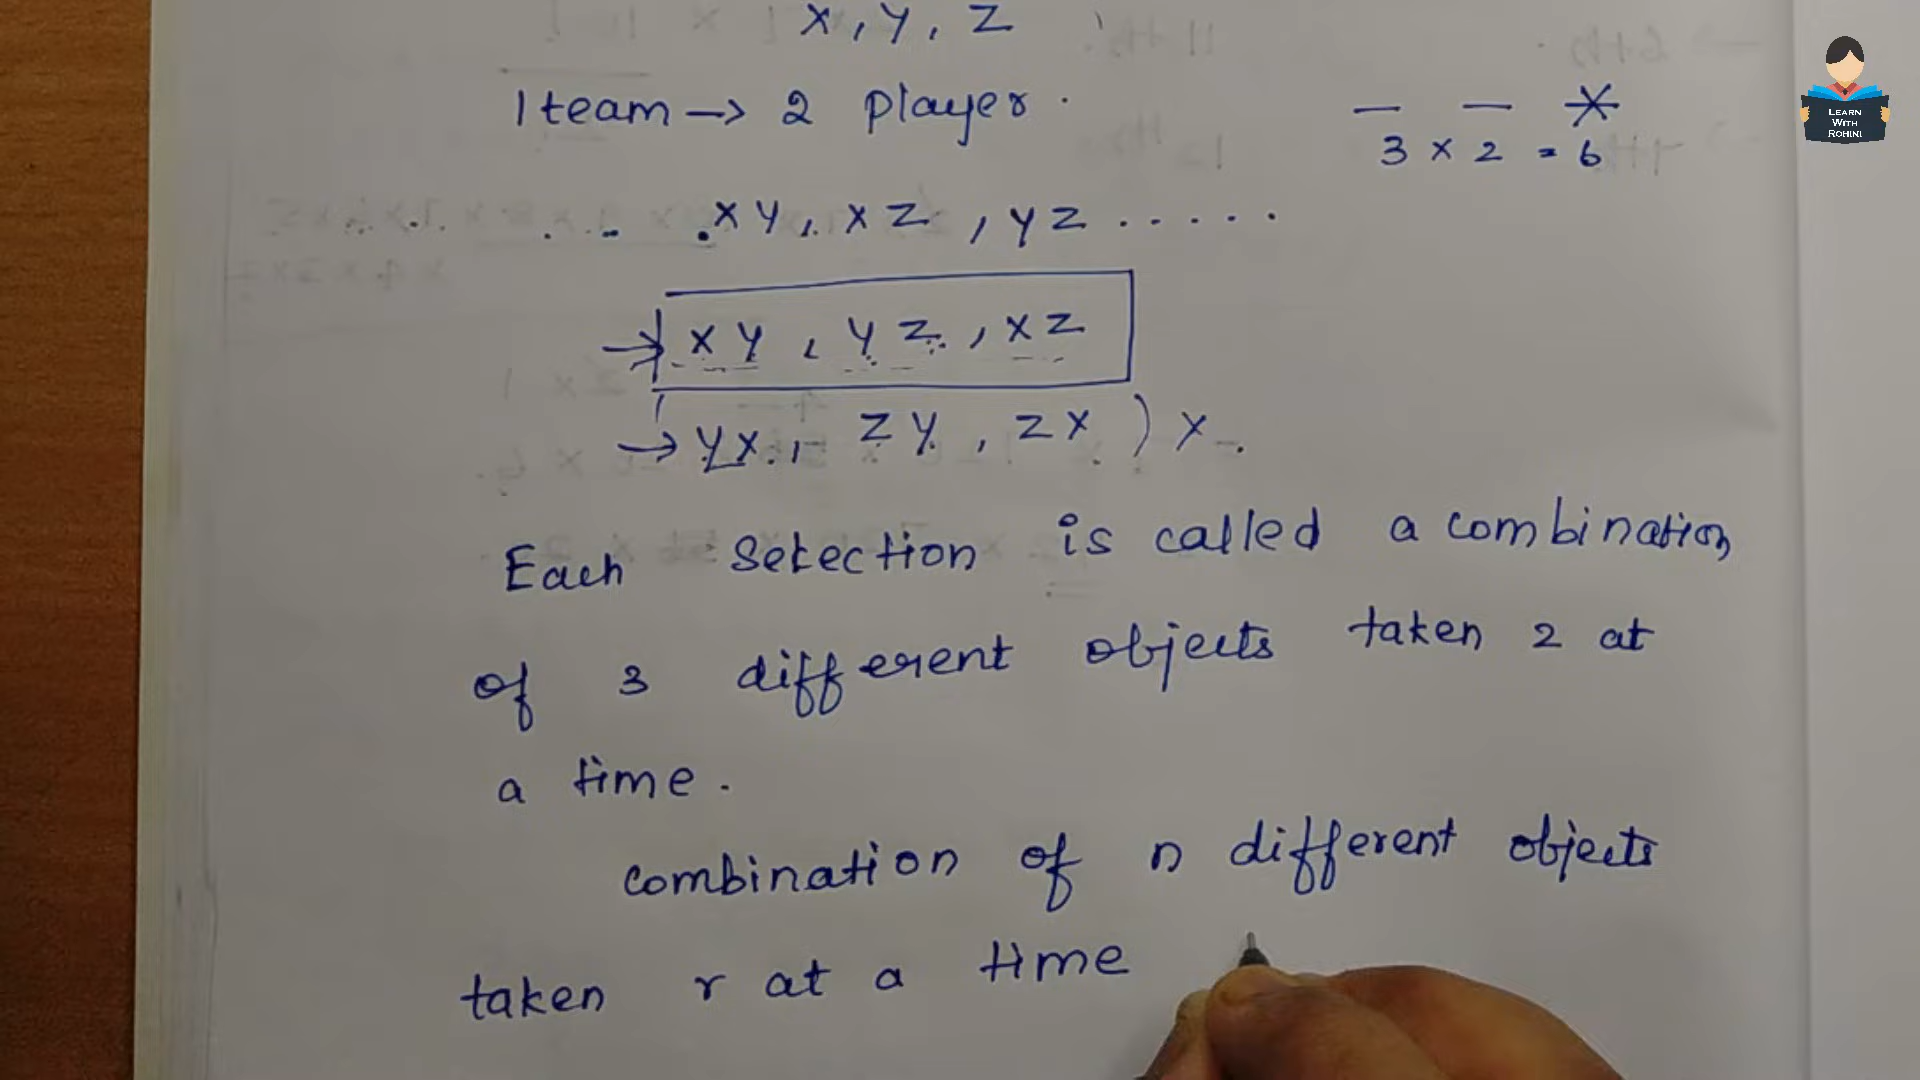 x, y, z
1 team → 2 player.
— — ✳
3 × 2 = 6
xy, xz, yz .....
→ xy, yz, xz
→ (yx, zy, zx) x
Each Selection is called a combination
of 3 different objects taken 2 at
a time.
combination of n different objects
taken r at a time
LEARN
WITH
ROHINI